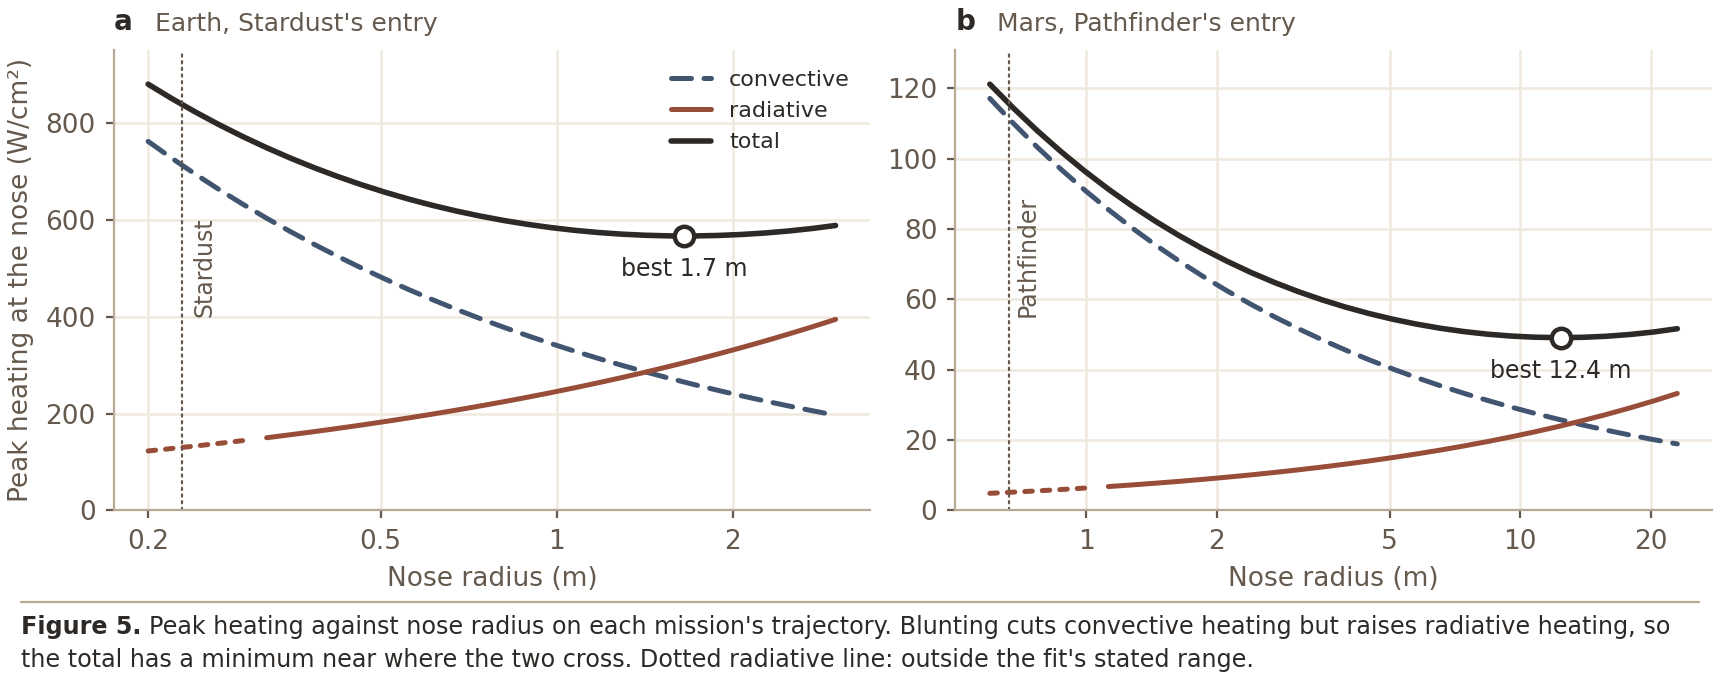 a Earth, Stardust's entry
Peak heating at the nose (W/cm²)
800
600
400
200
0
convective
radiative
total
Stardust
best 1.7 m
0.2 0.5 1 2
Nose radius (m)
b Mars, Pathfinder's entry
120
100
80
60
40
20
0
Pathfinder
best 12.4 m
1 2 5 10 20
Nose radius (m)
Figure 5. Peak heating against nose radius on each mission's trajectory. Blunting cuts convective heating but raises radiative heating, so
the total has a minimum near where the two cross. Dotted radiative line: outside the fit's stated range.